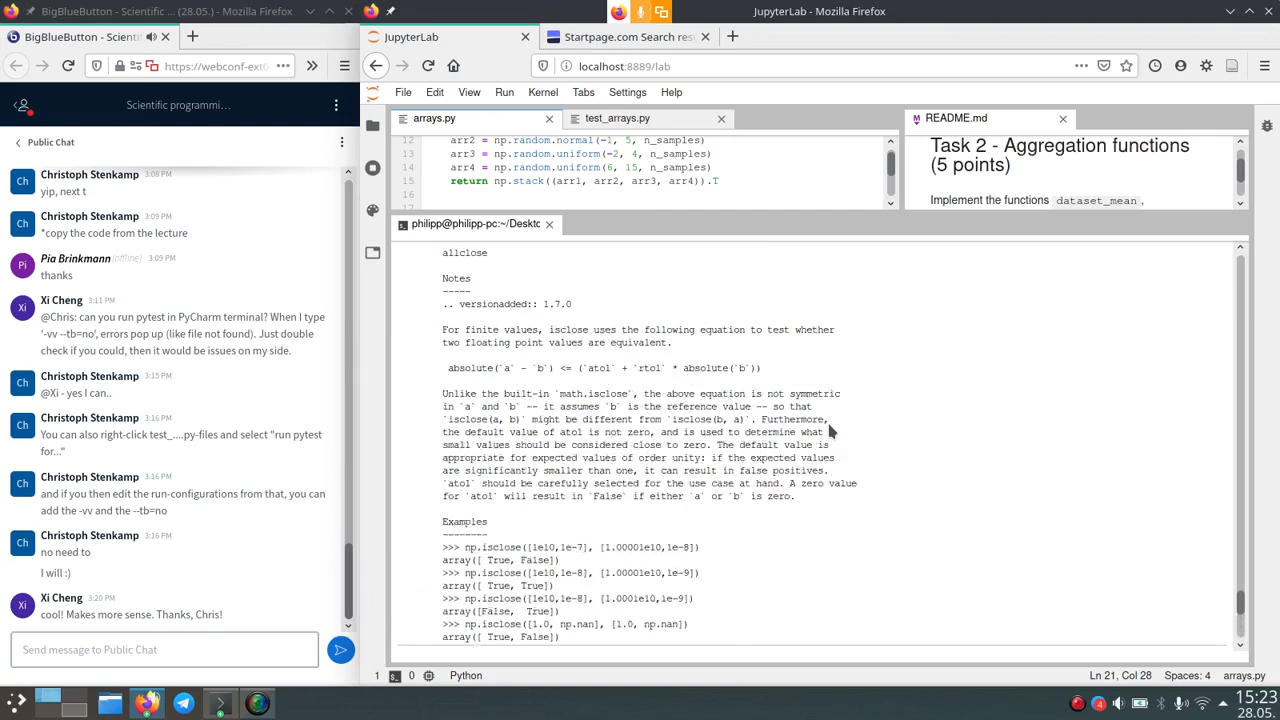 BigBlueButton - Scientific ... (28.05.) - Mozilla Firefox
JupyterLab - Mozilla Firefox
BigBlueButton - Scienti
JupyterLab
Startpage.com Search res
https://webconf-ext0
localhost:8889/lab
Scientific programmi…
File Edit View Run Kernel Tabs Settings Help
Public Chat
arrays.py
test_arrays.py
README.md
Ch
Christoph Stenkamp 3:08 PM
yip, next t
Ch
Christoph Stenkamp 3:09 PM
*copy the code from the lecture
Pi
Pia Brinkmann (offline) 3:09 PM
thanks
Xi
Xi Cheng 3:11 PM
@Chris: can you run pytest in PyCharm terminal? When I type
'-vv --tb=no', errors pop up (like file not found). Just double
check if you could, then it would be issues on my side.
Ch
Christoph Stenkamp 3:15 PM
@Xi - yes I can..
Ch
Christoph Stenkamp 3:16 PM
You can also right-click test_....py-files and select "run pytest
for..."
Ch
Christoph Stenkamp 3:16 PM
and if you then edit the run-configurations from that, you can
add the -vv and the --tb=no
Ch
Christoph Stenkamp 3:16 PM
no need to
I will :)
Xi
Xi Cheng 3:20 PM
cool! Makes more sense. Thanks, Chris!
Send message to Public Chat
12 arr2 = np.random.normal(-1, 5, n_samples)
13 arr3 = np.random.uniform(-2, 4, n_samples)
14 arr4 = np.random.uniform(6, 15, n_samples)
15 return np.stack((arr1, arr2, arr3, arr4)).T
16
17
Task 2 - Aggregation functions
(5 points)
Implement the functions dataset_mean,
philipp@philipp-pc:~/Deskto
allclose
Notes
-----
.. versionadded:: 1.7.0
For finite values, isclose uses the following equation to test whether
two floating point values are equivalent.
absolute(`a` - `b`) <= (`atol` + `rtol` * absolute(`b`))
Unlike the built-in `math.isclose`, the above equation is not symmetric
in `a` and `b` -- it assumes `b` is the reference value -- so that
`isclose(a, b)` might be different from `isclose(b, a)`. Furthermore,
the default value of atol is not zero, and is used to determine what
small values should be considered close to zero. The default value is
appropriate for expected values of order unity: if the expected values
are significantly smaller than one, it can result in false positives.
`atol` should be carefully selected for the use case at hand. A zero value
for `atol` will result in `False` if either `a` or `b` is zero.
Examples
--------
>>> np.isclose([1e10,1e-7], [1.00001e10,1e-8])
array([ True, False])
>>> np.isclose([1e10,1e-8], [1.00001e10,1e-9])
array([ True, True])
>>> np.isclose([1e10,1e-8], [1.0001e10,1e-9])
array([False,  True])
>>> np.isclose([1.0, np.nan], [1.0, np.nan])
array([ True, False])
1 0 Python
Ln 21, Col 28 Spaces: 4 arrays.py
4
15:23
28.05.